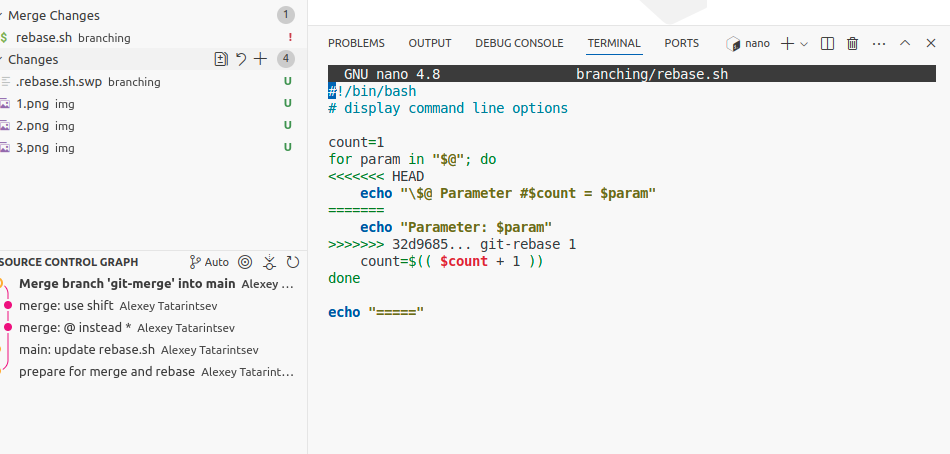 Merge Changes 1
$ rebase.sh branching !
Changes 4
.rebase.sh.swp branching U
1.png img U
2.png img U
3.png img U
SOURCE CONTROL GRAPH Auto
Merge branch 'git-merge' into main Alexey ...
merge: use shift Alexey Tatarintsev
merge: @ instead * Alexey Tatarintsev
main: update rebase.sh Alexey Tatarintsev
prepare for merge and rebase Alexey Tatarint...
PROBLEMS OUTPUT DEBUG CONSOLE TERMINAL PORTS nano
GNU nano 4.8 branching/rebase.sh
#!/bin/bash
# display command line options
count=1
for param in "$@"; do
<<<<<<< HEAD
echo "\$@ Parameter #$count = $param"
=======
echo "Parameter: $param"
>>>>>>> 32d9685... git-rebase 1
count=$(( $count + 1 ))
done
echo "====="